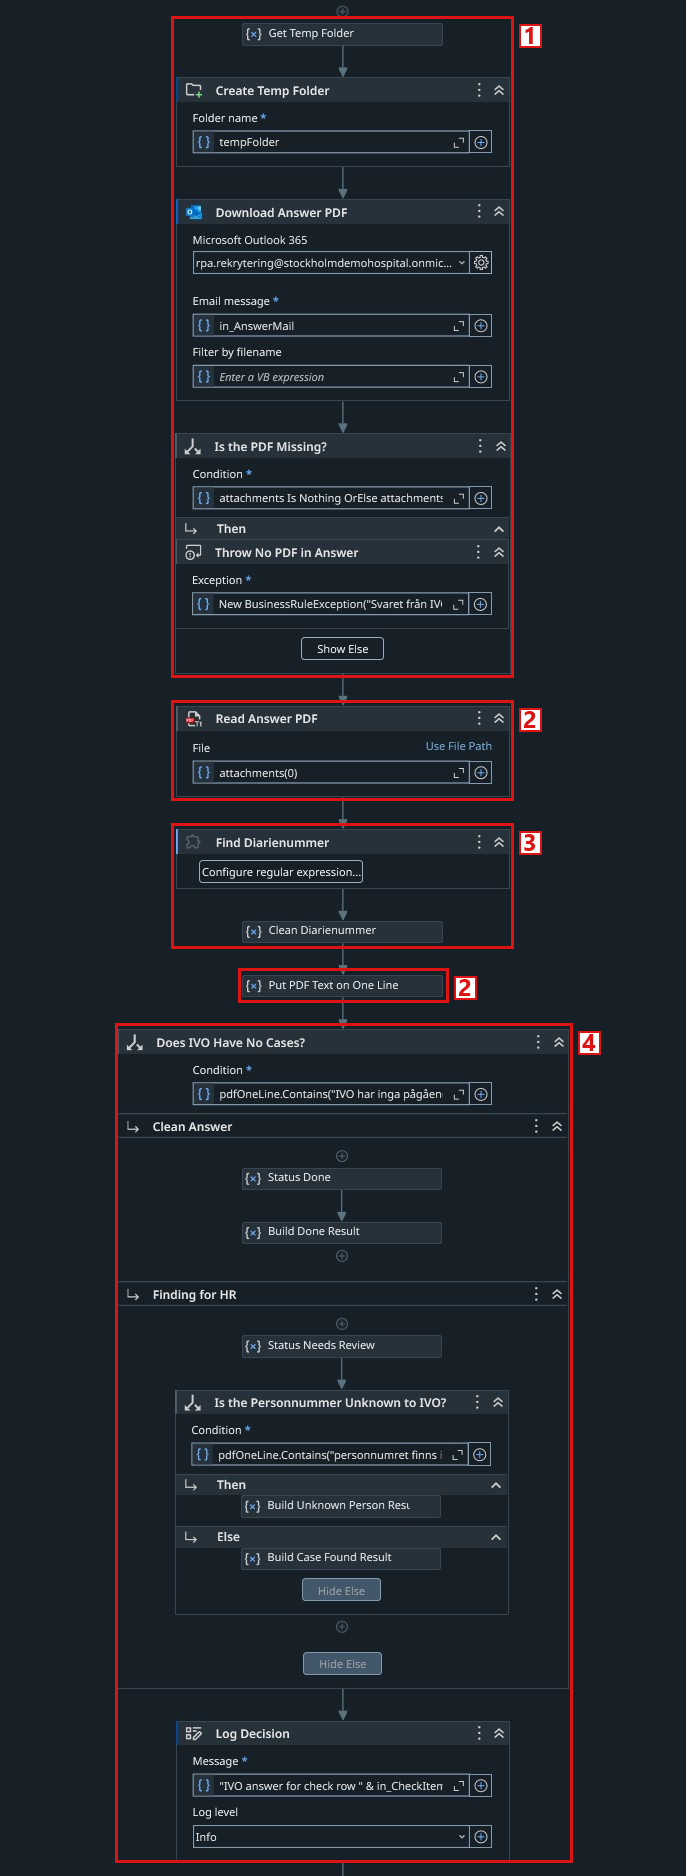 Get Temp Folder
1
Create Temp Folder
Folder name *
tempFolder
Download Answer PDF
Microsoft Outlook 365
rpa.rekrytering@stockholmdemohospital.onmic...
Email message *
in_AnswerMail
Filter by filename
Enter a VB expression
Is the PDF Missing?
Condition *
attachments Is Nothing OrElse attachments
Then
Throw No PDF in Answer
Exception *
New BusinessRuleException("Svaret från IV
Show Else
Read Answer PDF
2
File
Use File Path
attachments(0)
Find Diarienummer
3
Configure regular expression...
Clean Diarienummer
Put PDF Text on One Line
2
Does IVO Have No Cases?
4
Condition *
pdfOneLine.Contains("IVO har inga pågåen
Clean Answer
Status Done
Build Done Result
Finding for HR
Status Needs Review
Is the Personnummer Unknown to IVO?
Condition *
pdfOneLine.Contains("personnumret finns i
Then
Build Unknown Person Resu
Else
Build Case Found Result
Hide Else
Hide Else
Log Decision
Message *
"IVO answer for check row " & in_CheckItem
Log level
Info